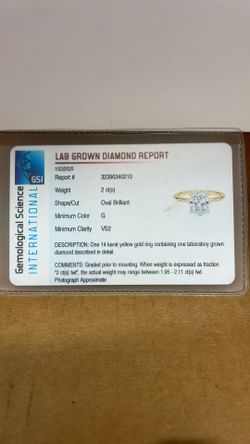 LAB GROWN DIAMOND REPORT
10/22/2025
Report # 32390340210
Weight 2 ct(s)
Shape/Cut Oval Brilliant
Minimum Color G
Minimum Clarity VS2
DESCRIPTION: One 14 karat yellow gold ring containing one laboratory grown
diamond described in detail.
COMMENTS: Graded prior to mounting. When weight is expressed as fraction
"2 ct(s) twt", the actual weight may range between 1.95 - 2.11 ct(s) twt.
Photograph Approximate
GSI
Gemological Science
INTERNATIONAL